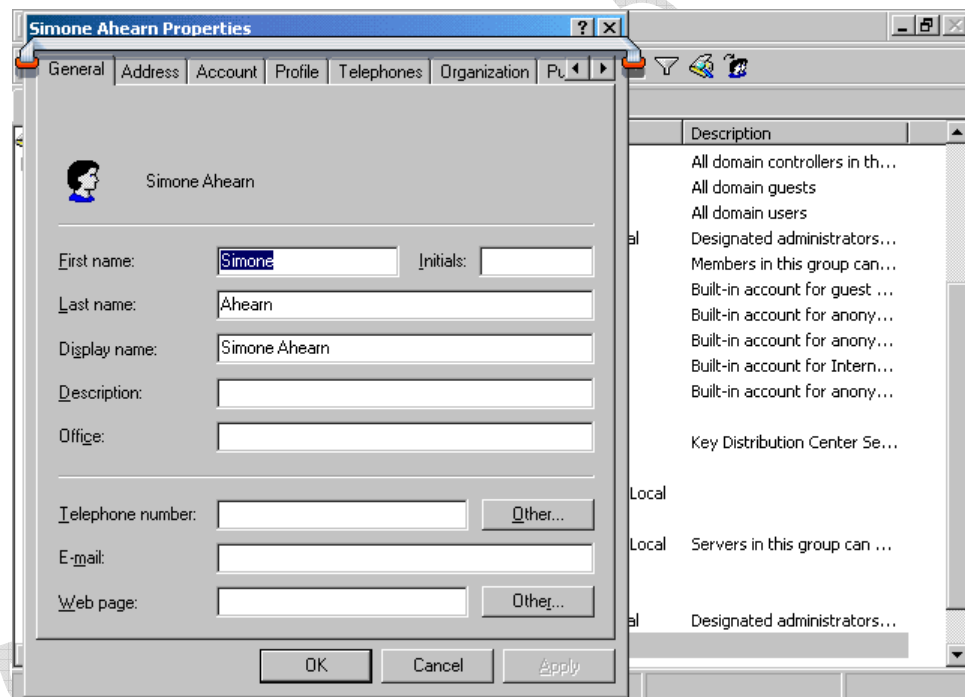 Simone Ahearn Properties
General Address Account Profile Telephones Organization
Simone Ahearn
First name: Simone Initials:
Last name: Ahearn
Display name: Simone Ahearn
Description:
Office:
Telephone number: Other...
E-mail:
Web page: Other...
OK Cancel Apply
Description
All domain controllers in th...
All domain guests
All domain users
al Designated administrators...
Members in this group can...
Built-in account for guest ...
Built-in account for anony...
Built-in account for anony...
Built-in account for Intern...
Built-in account for anony...
Key Distribution Center Se...
Local
Local Servers in this group can ...
al Designated administrators...